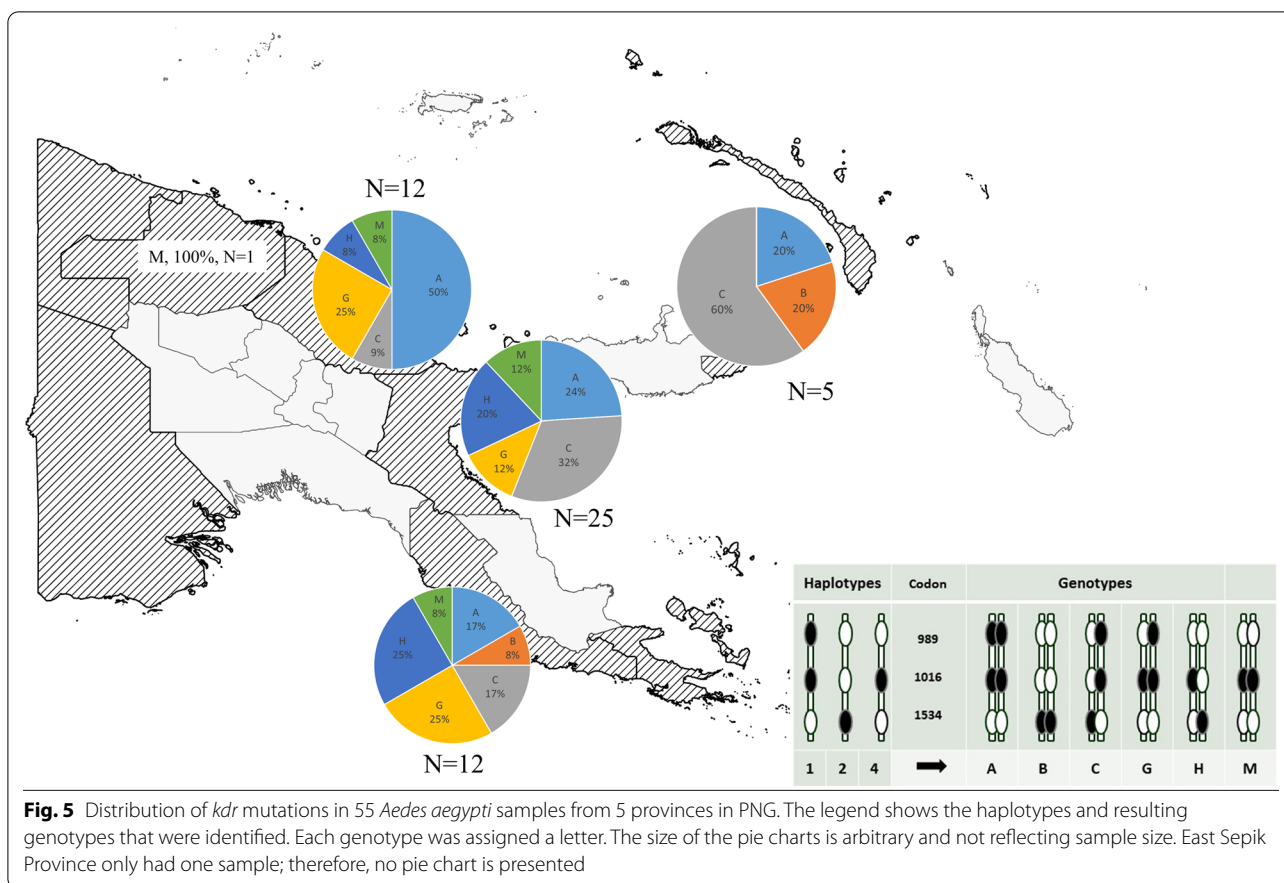 N=12
M
8%
H
8%
A
50%
G
25%
C
9%
M, 100%, N=1
A
20%
B
20%
C
60%
N=5
M
12%
A
24%
H
20%
C
32%
G
12%
N=25
M
8%
A
17%
B
8%
H
25%
C
17%
G
25%
N=12
Haplotypes Codon Genotypes
989
1016
1534
1 2 4 A B C G H M
Fig. 5 Distribution of kdr mutations in 55 Aedes aegypti samples from 5 provinces in PNG. The legend shows the haplotypes and resulting
genotypes that were identified. Each genotype was assigned a letter. The size of the pie charts is arbitrary and not reflecting sample size. East Sepik
Province only had one sample; therefore, no pie chart is presented